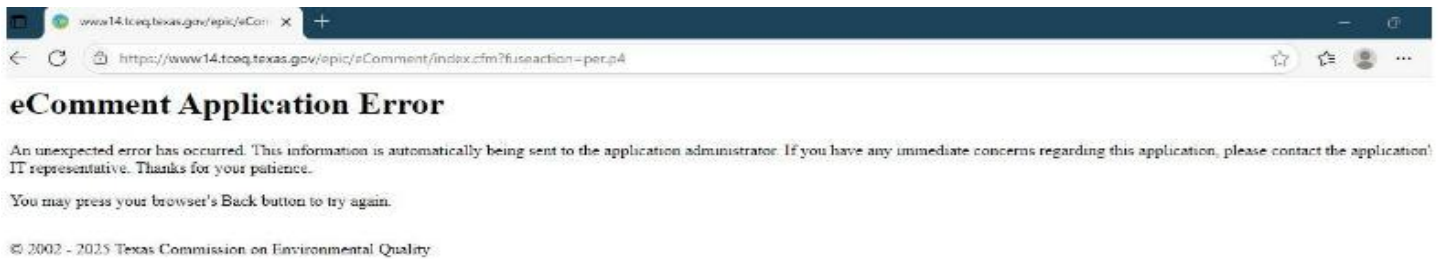 www14.tceq.texas.gov/epic/eCom
https://www14.tceq.texas.gov/epic/eComment/index.cfm?fuseaction=per.p4
eComment Application Error
An unexpected error has occurred. This information is automatically being sent to the application administrator. If you have any immediate concerns regarding this application, please contact the application'
IT representative. Thanks for your patience.
You may press your browser's Back button to try again.
© 2002 - 2025 Texas Commission on Environmental Quality